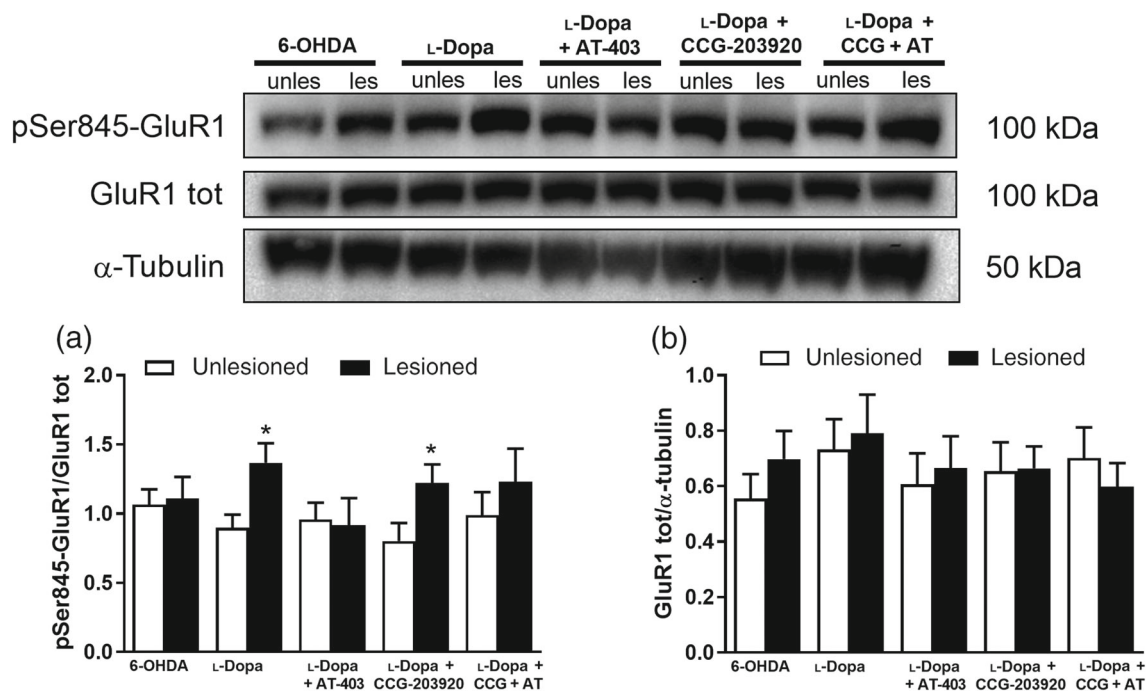 6-OHDA
L-Dopa
L-Dopa
+ AT-403
L-Dopa +
CCG-203920
L-Dopa +
CCG + AT
unles les unles les unles les unles les unles les
pSer845-GluR1 100 kDa
GluR1 tot 100 kDa
α-Tubulin 50 kDa
(a)
Unlesioned Lesioned
pSer845-GluR1/GluR1 tot
2.0
1.5
1.0
0.5
0.0
* *
6-OHDA
L-Dopa
L-Dopa
+ AT-403
L-Dopa +
CCG-203920
L-Dopa +
CCG + AT
(b)
Unlesioned Lesioned
GluR1 tot/α-tubulin
1.0
0.8
0.6
0.4
0.2
0.0
6-OHDA
L-Dopa
L-Dopa
+ AT-403
L-Dopa +
CCG-203920
L-Dopa +
CCG + AT